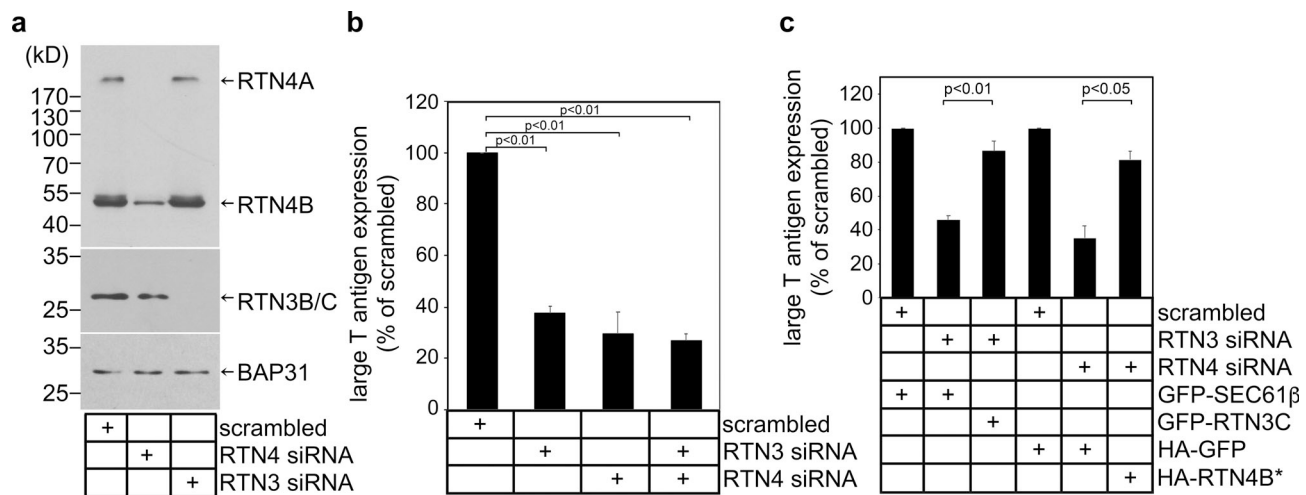 a
(kD)
170
130
100
70
55
40
35
25
35
25
←RTN4A
←RTN4B
←RTN3B/C
←BAP31
+ scrambled
+ RTN4 siRNA
+ RTN3 siRNA
b
large T antigen expression
(% of scrambled)
120
100
80
60
40
20
0
p<0.01
p<0.01
p<0.01
+ scrambled
+ + RTN3 siRNA
+ + RTN4 siRNA
c
large T antigen expression
(% of scrambled)
120
100
80
60
40
20
0
p<0.01
p<0.05
+ + scrambled
+ + RTN3 siRNA
+ + RTN4 siRNA
+ + GFP-SEC61β
+ GFP-RTN3C
+ + HA-GFP
+ HA-RTN4B*